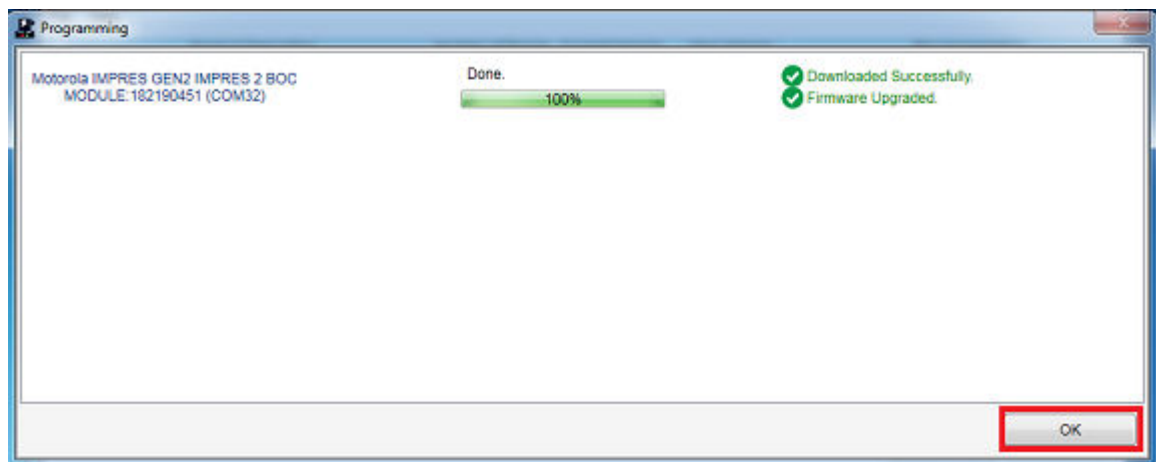 Programming
Motorola IMPRES GEN2 IMPRES 2 BOC
MODULE:182190451 (COM32)
Done.
100%
Downloaded Successfully.
Firmware Upgraded.
OK